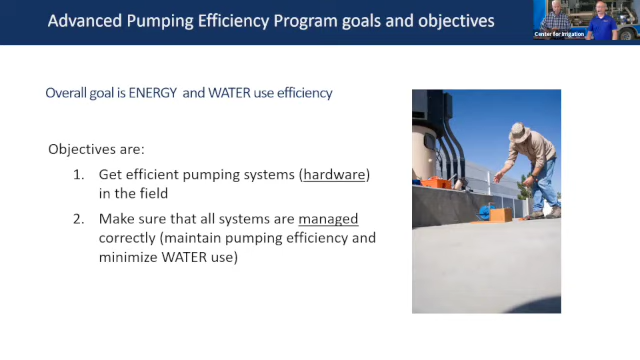 Advanced Pumping Efficiency Program goals and objectives
Center for Irrigation
Overall goal is ENERGY and WATER use efficiency
Objectives are:
1. Get efficient pumping systems (hardware)
in the field
2. Make sure that all systems are managed
correctly (maintain pumping efficiency and
minimize WATER use)